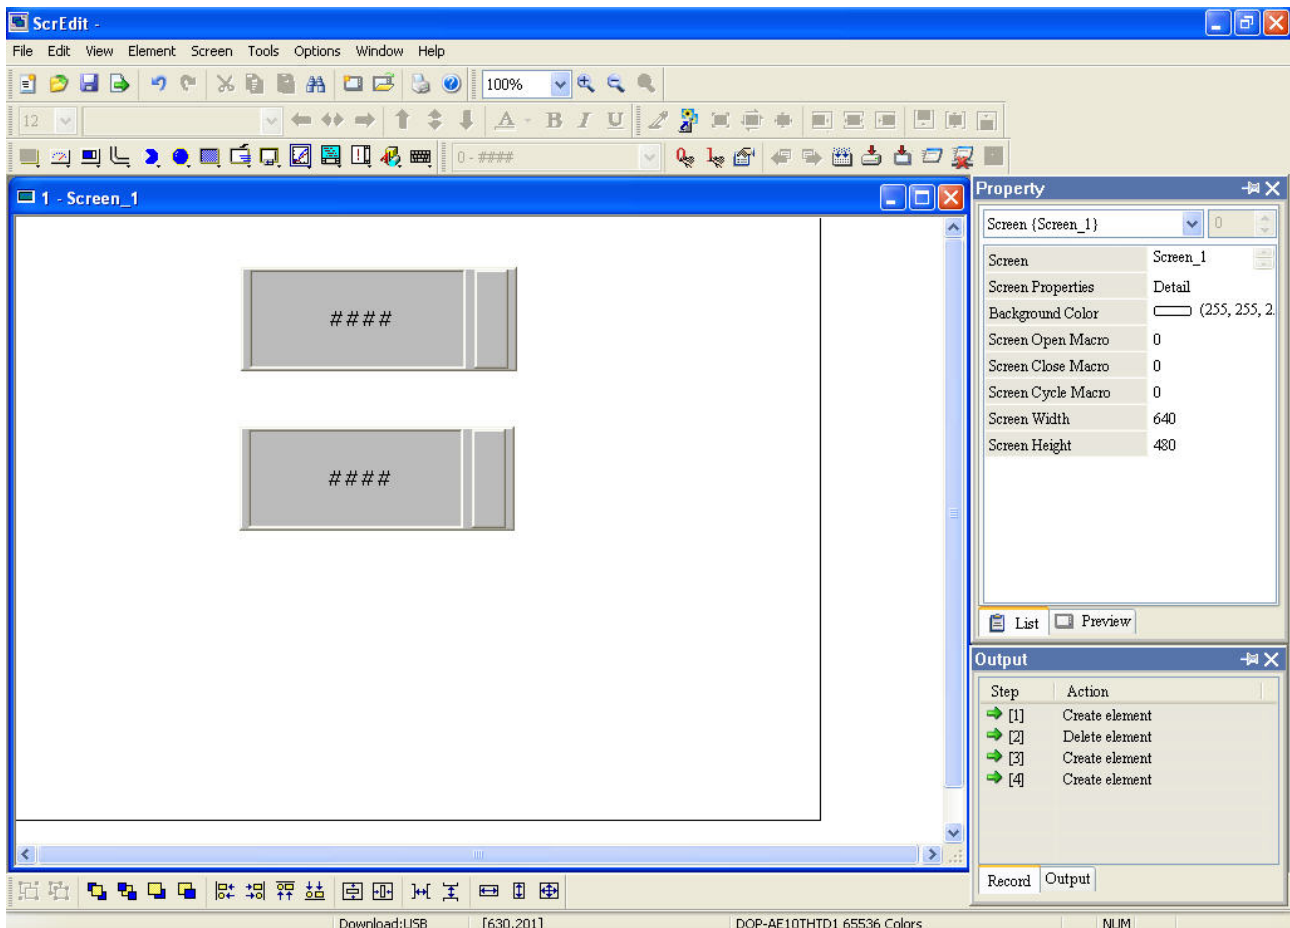 ScrEdit -
File Edit View Element Screen Tools Options Window Help
100%
12 A B I U
0 - ####
1 - Screen_1
####
####
Property
Screen {Screen_1} 0
Screen Screen_1
Screen Properties Detail
Background Color (255, 255, 2
Screen Open Macro 0
Screen Close Macro 0
Screen Cycle Macro 0
Screen Width 640
Screen Height 480
List Preview
Output
Step Action
[1] Create element
[2] Delete element
[3] Create element
[4] Create element
Record Output
Download:USB [630,201] DOP-AE10THTD1 65536 Colors NUM